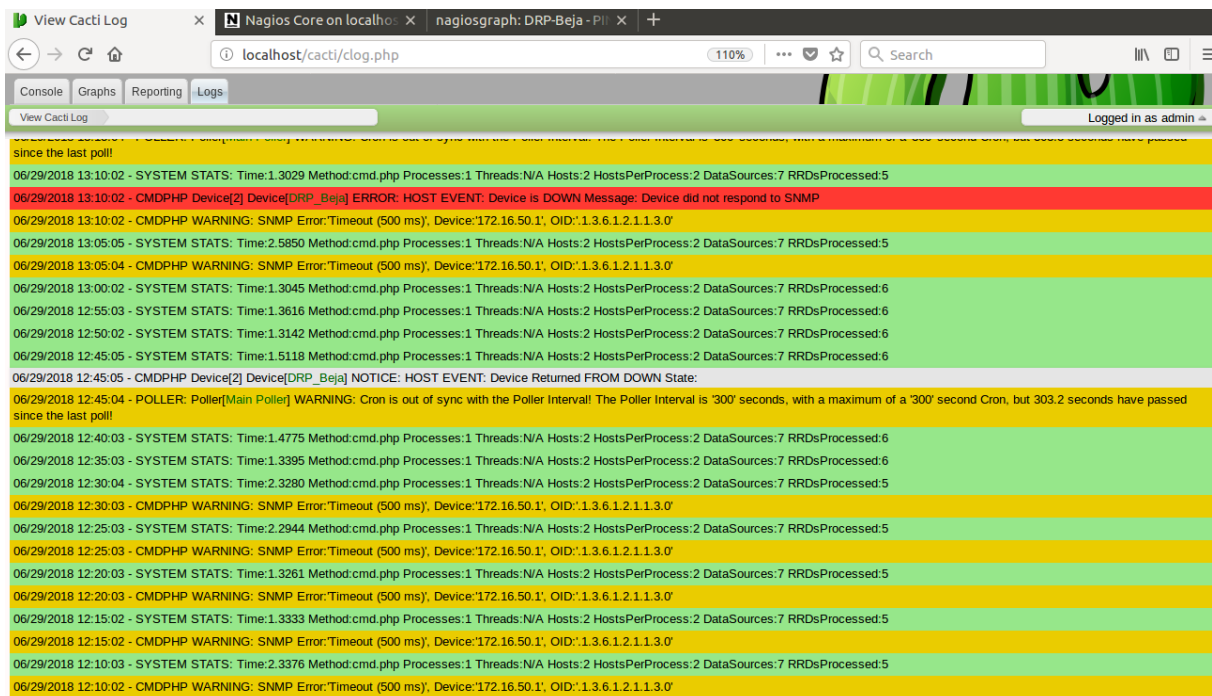 View Cacti Log
Nagios Core on localhos
nagiosgraph: DRP-Beja - PI
localhost/cacti/clog.php
110%
Search
Console
Graphs
Reporting
Logs
View Cacti Log
Logged in as admin
since the last poll!
06/29/2018 13:10:02 - SYSTEM STATS: Time:1.3029 Method:cmd.php Processes:1 Threads:N/A Hosts:2 HostsPerProcess:2 DataSources:7 RRDsProcessed:5
06/29/2018 13:10:02 - CMDPHP Device[2] Device[DRP_Beja] ERROR: HOST EVENT: Device is DOWN Message: Device did not respond to SNMP
06/29/2018 13:10:02 - CMDPHP WARNING: SNMP Error:'Timeout (500 ms)', Device:'172.16.50.1', OID:'.1.3.6.1.2.1.1.3.0'
06/29/2018 13:05:05 - SYSTEM STATS: Time:2.5850 Method:cmd.php Processes:1 Threads:N/A Hosts:2 HostsPerProcess:2 DataSources:7 RRDsProcessed:5
06/29/2018 13:05:04 - CMDPHP WARNING: SNMP Error:'Timeout (500 ms)', Device:'172.16.50.1', OID:'.1.3.6.1.2.1.1.3.0'
06/29/2018 13:00:02 - SYSTEM STATS: Time:1.3045 Method:cmd.php Processes:1 Threads:N/A Hosts:2 HostsPerProcess:2 DataSources:7 RRDsProcessed:6
06/29/2018 12:55:03 - SYSTEM STATS: Time:1.3616 Method:cmd.php Processes:1 Threads:N/A Hosts:2 HostsPerProcess:2 DataSources:7 RRDsProcessed:6
06/29/2018 12:50:02 - SYSTEM STATS: Time:1.3142 Method:cmd.php Processes:1 Threads:N/A Hosts:2 HostsPerProcess:2 DataSources:7 RRDsProcessed:6
06/29/2018 12:45:05 - SYSTEM STATS: Time:1.5118 Method:cmd.php Processes:1 Threads:N/A Hosts:2 HostsPerProcess:2 DataSources:7 RRDsProcessed:6
06/29/2018 12:45:05 - CMDPHP Device[2] Device[DRP_Beja] NOTICE: HOST EVENT: Device Returned FROM DOWN State:
06/29/2018 12:45:04 - POLLER: Poller[Main Poller] WARNING: Cron is out of sync with the Poller Interval! The Poller Interval is '300' seconds, with a maximum of a '300' second Cron, but 303.2 seconds have passed
since the last poll!
06/29/2018 12:40:03 - SYSTEM STATS: Time:1.4775 Method:cmd.php Processes:1 Threads:N/A Hosts:2 HostsPerProcess:2 DataSources:7 RRDsProcessed:6
06/29/2018 12:35:03 - SYSTEM STATS: Time:1.3395 Method:cmd.php Processes:1 Threads:N/A Hosts:2 HostsPerProcess:2 DataSources:7 RRDsProcessed:6
06/29/2018 12:30:04 - SYSTEM STATS: Time:2.3280 Method:cmd.php Processes:1 Threads:N/A Hosts:2 HostsPerProcess:2 DataSources:7 RRDsProcessed:5
06/29/2018 12:30:03 - CMDPHP WARNING: SNMP Error:'Timeout (500 ms)', Device:'172.16.50.1', OID:'.1.3.6.1.2.1.1.3.0'
06/29/2018 12:25:03 - SYSTEM STATS: Time:2.2944 Method:cmd.php Processes:1 Threads:N/A Hosts:2 HostsPerProcess:2 DataSources:7 RRDsProcessed:5
06/29/2018 12:25:03 - CMDPHP WARNING: SNMP Error:'Timeout (500 ms)', Device:'172.16.50.1', OID:'.1.3.6.1.2.1.1.3.0'
06/29/2018 12:20:03 - SYSTEM STATS: Time:1.3261 Method:cmd.php Processes:1 Threads:N/A Hosts:2 HostsPerProcess:2 DataSources:7 RRDsProcessed:5
06/29/2018 12:20:03 - CMDPHP WARNING: SNMP Error:'Timeout (500 ms)', Device:'172.16.50.1', OID:'.1.3.6.1.2.1.1.3.0'
06/29/2018 12:15:02 - SYSTEM STATS: Time:1.3333 Method:cmd.php Processes:1 Threads:N/A Hosts:2 HostsPerProcess:2 DataSources:7 RRDsProcessed:5
06/29/2018 12:15:02 - CMDPHP WARNING: SNMP Error:'Timeout (500 ms)', Device:'172.16.50.1', OID:'.1.3.6.1.2.1.1.3.0'
06/29/2018 12:10:03 - SYSTEM STATS: Time:2.3376 Method:cmd.php Processes:1 Threads:N/A Hosts:2 HostsPerProcess:2 DataSources:7 RRDsProcessed:5
06/29/2018 12:10:02 - CMDPHP WARNING: SNMP Error:'Timeout (500 ms)', Device:'172.16.50.1', OID:'.1.3.6.1.2.1.1.3.0'